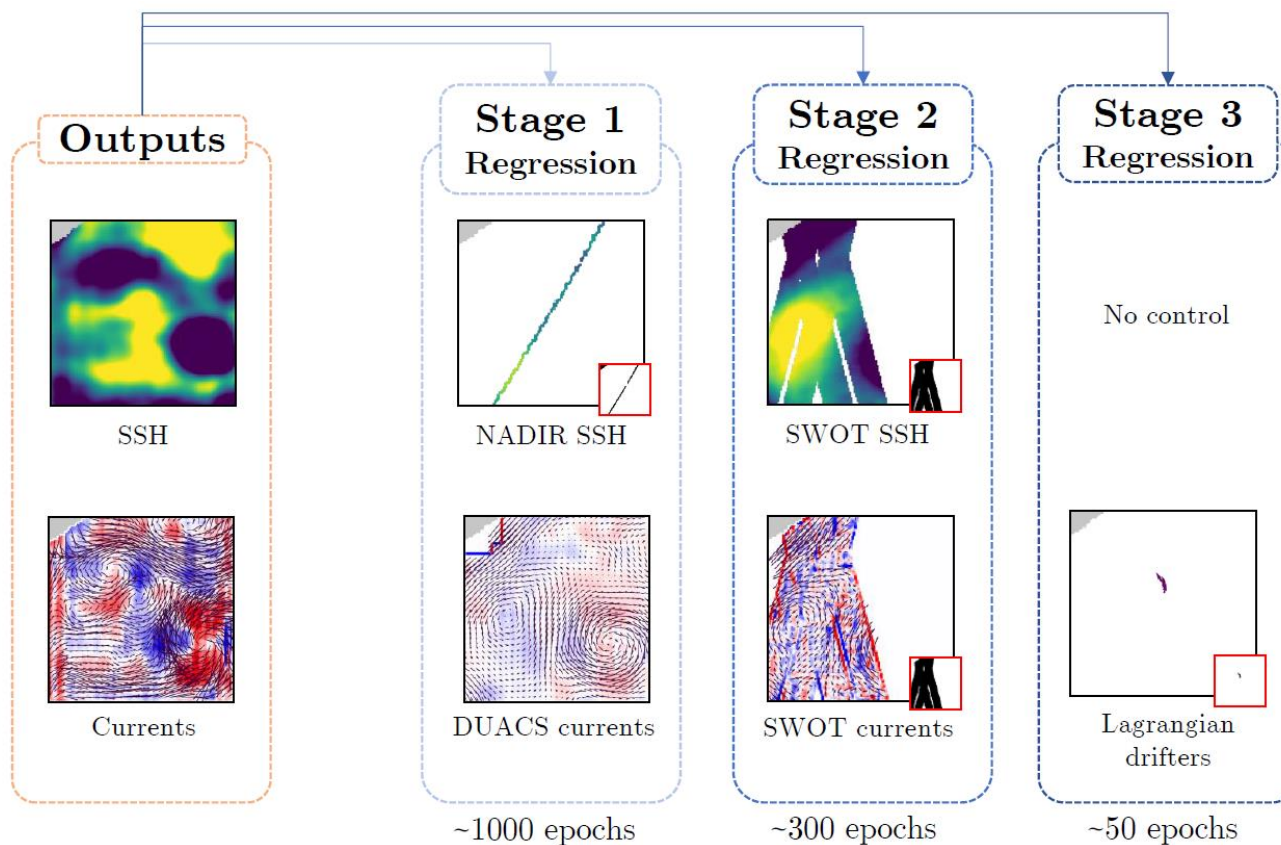 Outputs
SSH
Currents
Stage 1
Regression
NADIR SSH
DUACS currents
~1000 epochs
Stage 2
Regression
SWOT SSH
SWOT currents
~300 epochs
Stage 3
Regression
No control
Lagrangian
drifters
~50 epochs